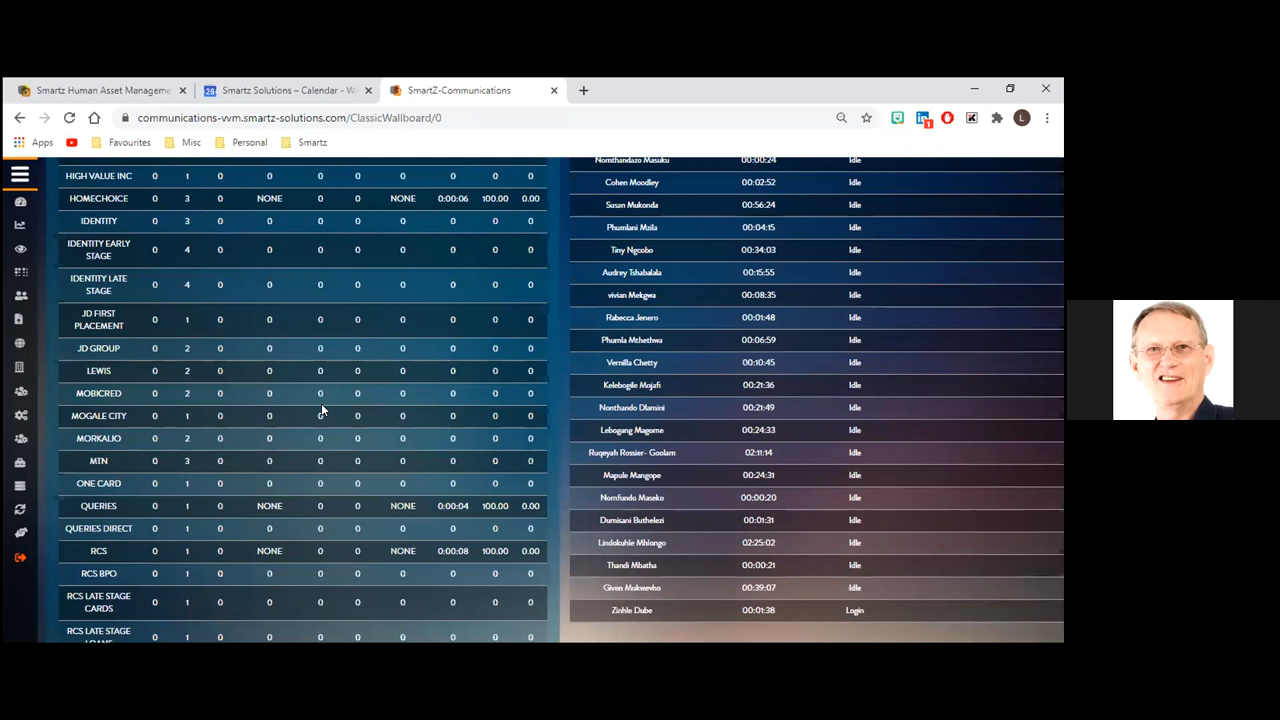 Smartz Human Asset Manageme
Smartz Solutions – Calendar - W
SmartZ-Communications
communications-vvm.smartz-solutions.com/ClassicWallboard/0
L
1
Apps Favourites Misc Personal Smartz
HIGH VALUE INC 0 1 0 0 0 0 0 0 0 0
HOMECHOICE 0 3 0 NONE 0 0 NONE 0:00:06 100.00 0.00
IDENTITY 0 3 0 0 0 0 0 0 0 0
IDENTITY EARLY STAGE 0 4 0 0 0 0 0 0 0 0
IDENTITY LATE STAGE 0 4 0 0 0 0 0 0 0 0
JD FIRST PLACEMENT 0 1 0 0 0 0 0 0 0 0
JD GROUP 0 2 0 0 0 0 0 0 0 0
LEWIS 0 2 0 0 0 0 0 0 0 0
MOBICRED 0 2 0 0 0 0 0 0 0 0
MOGALE CITY 0 1 0 0 0 0 0 0 0 0
MORKALIO 0 2 0 0 0 0 0 0 0 0
MTN 0 3 0 0 0 0 0 0 0 0
ONE CARD 0 1 0 0 0 0 0 0 0 0
QUERIES 0 1 0 NONE 0 0 NONE 0:00:04 100.00 0.00
QUERIES DIRECT 0 1 0 0 0 0 0 0 0 0
RCS 0 1 0 NONE 0 0 NONE 0:00:08 100.00 0.00
RCS BPO 0 1 0 0 0 0 0 0 0 0
RCS LATE STAGE CARDS 0 1 0 0 0 0 0 0 0 0
RCS LATE STAGE LOANS 0 1 0 0 0 0 0 0 0 0
Nomthandazo Masuku 00:00:24 Idle
Cohen Moodley 00:02:52 Idle
Susan Mukonda 00:56:24 Idle
Phumlani Mzila 00:04:15 Idle
Tiny Ngcobo 00:34:03 Idle
Audrey Tshabalala 00:15:55 Idle
vivian Mekgwa 00:08:35 Idle
Rabecca Jenero 00:01:48 Idle
Phumla Mthethwa 00:06:59 Idle
Vernilla Chetty 00:10:45 Idle
Kelebogile Mojafi 00:21:36 Idle
Nonthando Dlamini 00:21:49 Idle
Lebogang Magome 00:24:33 Idle
Ruqeyah Rossier- Goolam 02:11:14 Idle
Mapule Mangope 00:24:31 Idle
Nomfundo Maseko 00:00:20 Idle
Dumisani Buthelezi 00:01:31 Idle
Lindokuhle Mhlongo 02:25:02 Idle
Thandi Mbatha 00:00:21 Idle
Given Mukwevho 00:39:07 Idle
Zinhle Dube 00:01:38 Login